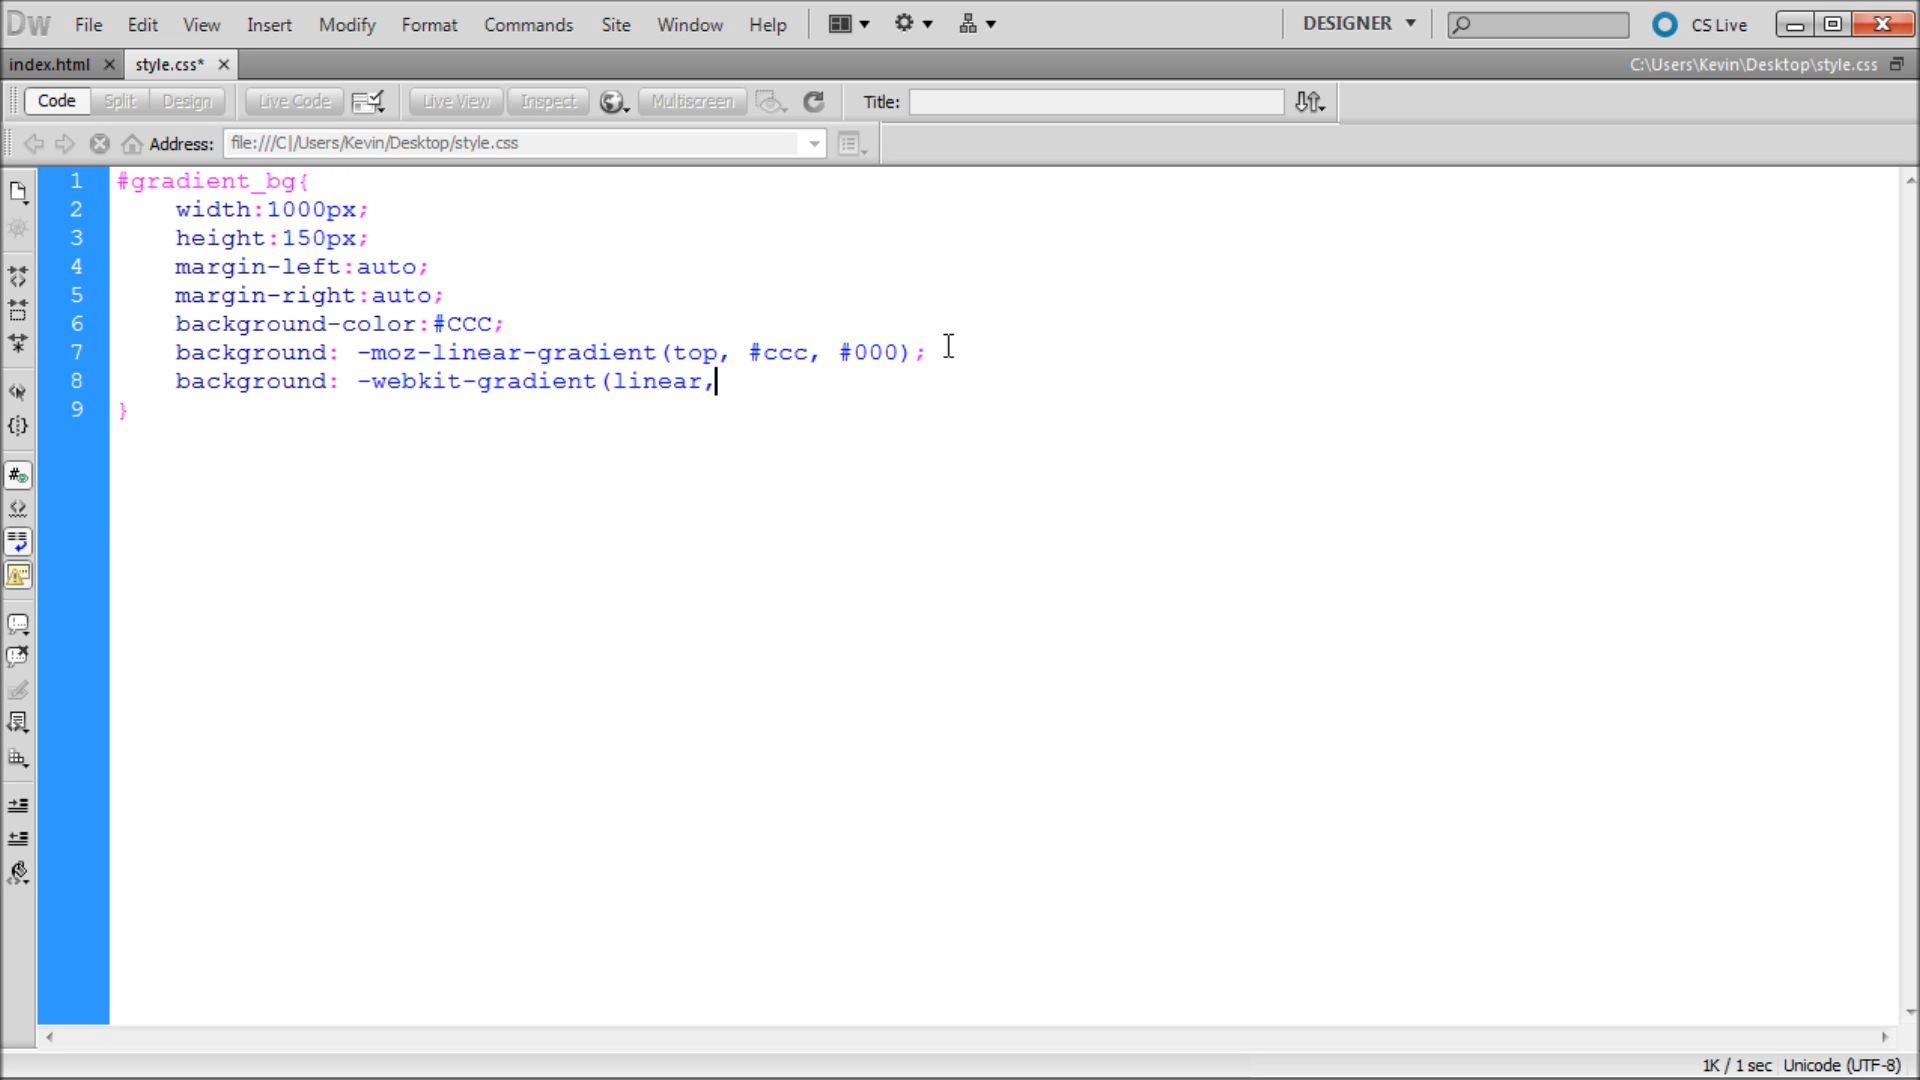 Dw File Edit View Insert Modify Format Commands Site Window Help DESIGNER CS Live
index.html style.css* C:\Users\Kevin\Desktop\style.css
Code Split Design Live Code Live View Inspect Multiscreen Title:
Address: file:///C|/Users/Kevin/Desktop/style.css
1 #gradient_bg{
2 width:1000px;
3 height:150px;
4 margin-left:auto;
5 margin-right:auto;
6 background-color:#CCC;
7 background: -moz-linear-gradient(top, #ccc, #000);
8 background: -webkit-gradient(linear,
9 }
1K / 1 sec Unicode (UTF-8)